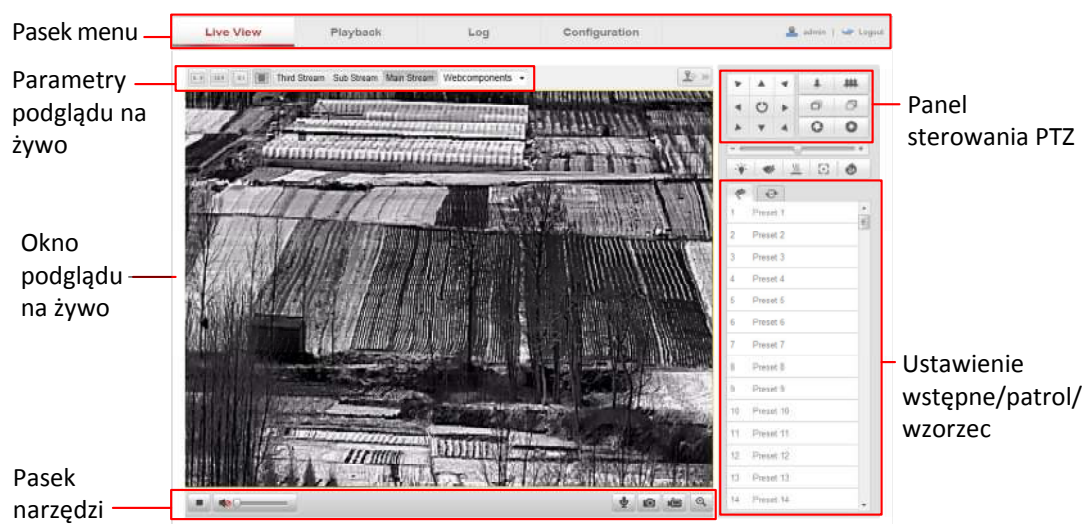 Pasek menu
Live View Playback Log Configuration admin | Logout
Parametry
podglądu na
żywo
Third Stream Sub Stream Main Stream Webcomponents
Panel
sterowania PTZ
Okno
podglądu
na żywo
1 Preset 1
2 Preset 2
3 Preset 3
4 Preset 4
5 Preset 5
6 Preset 6
7 Preset 7
8 Preset 8
9 Preset 9
10 Preset 10
11 Preset 11
12 Preset 12
13 Preset 13
14 Preset 14
Ustawienie
wstępne/patrol/
wzorzec
Pasek
narzędzi